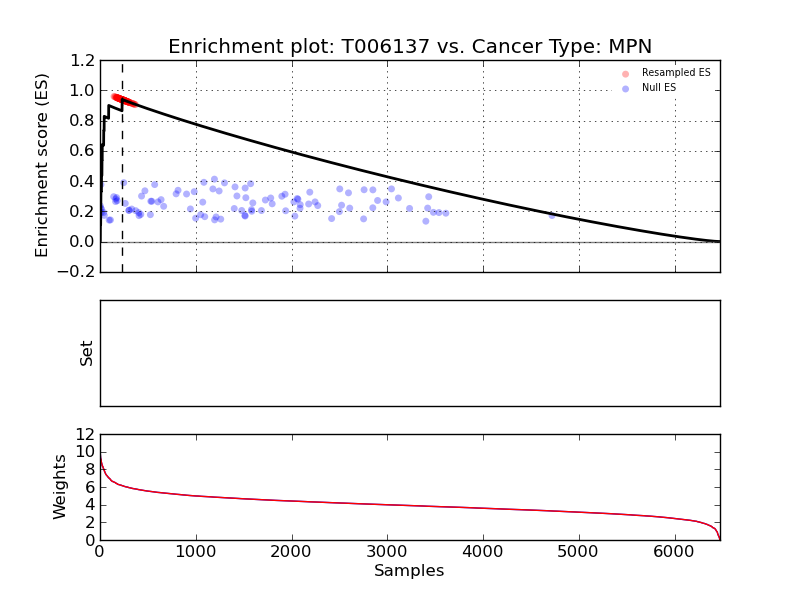 Enrichment plot: T006137 vs. Cancer Type: MPN
Enrichment score (ES)
1.2
1.0
0.8
0.6
0.4
0.2
0.0
−0.2
Resampled ES
Null ES
Set
Weights
12
10
8
6
4
2
0
0 1000 2000 3000 4000 5000 6000
Samples